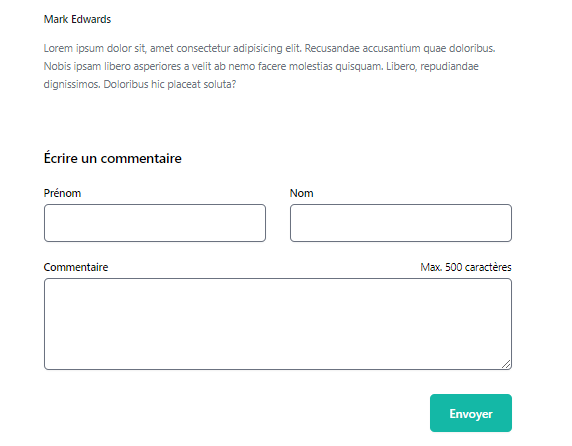 Mark Edwards
Lorem ipsum dolor sit, amet consectetur adipisicing elit. Recusandae accusantium quae doloribus.
Nobis ipsam libero asperiores a velit ab nemo facere molestias quisquam. Libero, repudiandae
dignissimos. Doloribus hic placeat soluta?
Écrire un commentaire
Prénom Nom
Commentaire Max. 500 caractères
Envoyer